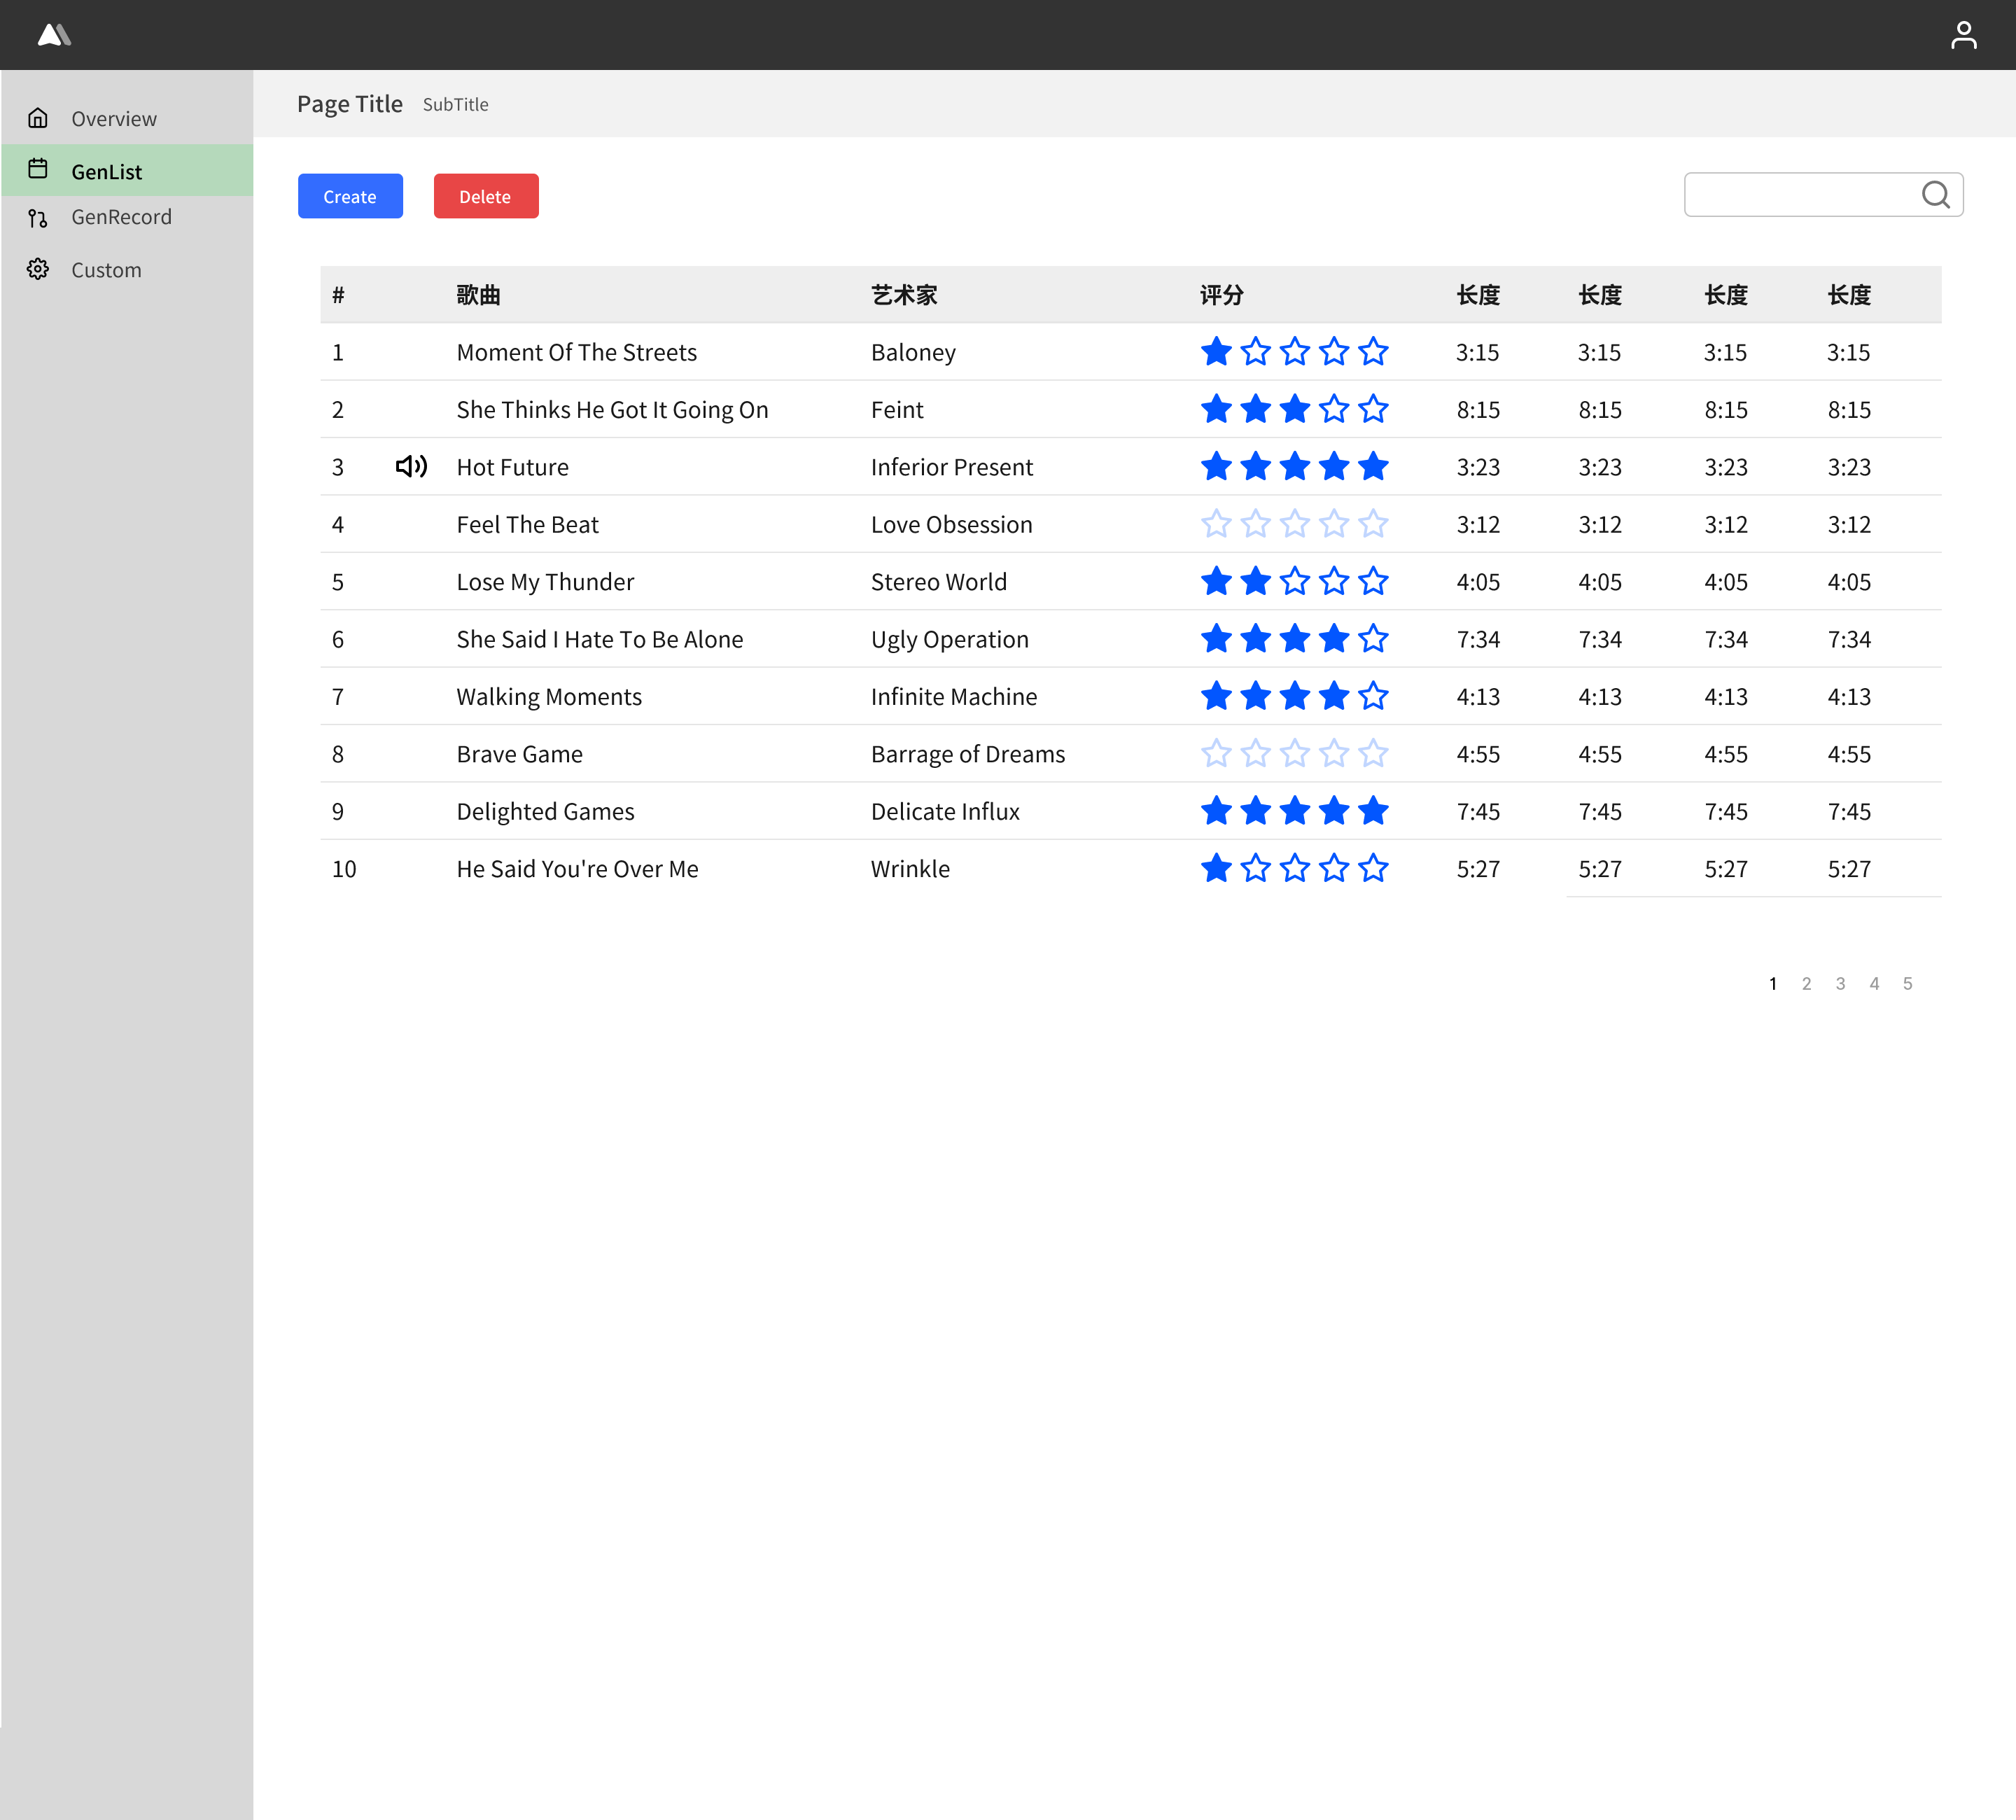 Page Title SubTitle
Overview
GenList
GenRecord
Custom
Create Delete
# 歌曲 艺术家 评分 长度 长度 长度 长度
1 Moment Of The Streets Baloney 3:15 3:15 3:15 3:15
2 She Thinks He Got It Going On Feint 8:15 8:15 8:15 8:15
3 Hot Future Inferior Present 3:23 3:23 3:23 3:23
4 Feel The Beat Love Obsession 3:12 3:12 3:12 3:12
5 Lose My Thunder Stereo World 4:05 4:05 4:05 4:05
6 She Said I Hate To Be Alone Ugly Operation 7:34 7:34 7:34 7:34
7 Walking Moments Infinite Machine 4:13 4:13 4:13 4:13
8 Brave Game Barrage of Dreams 4:55 4:55 4:55 4:55
9 Delighted Games Delicate Influx 7:45 7:45 7:45 7:45
10 He Said You're Over Me Wrinkle 5:27 5:27 5:27 5:27
1 2 3 4 5